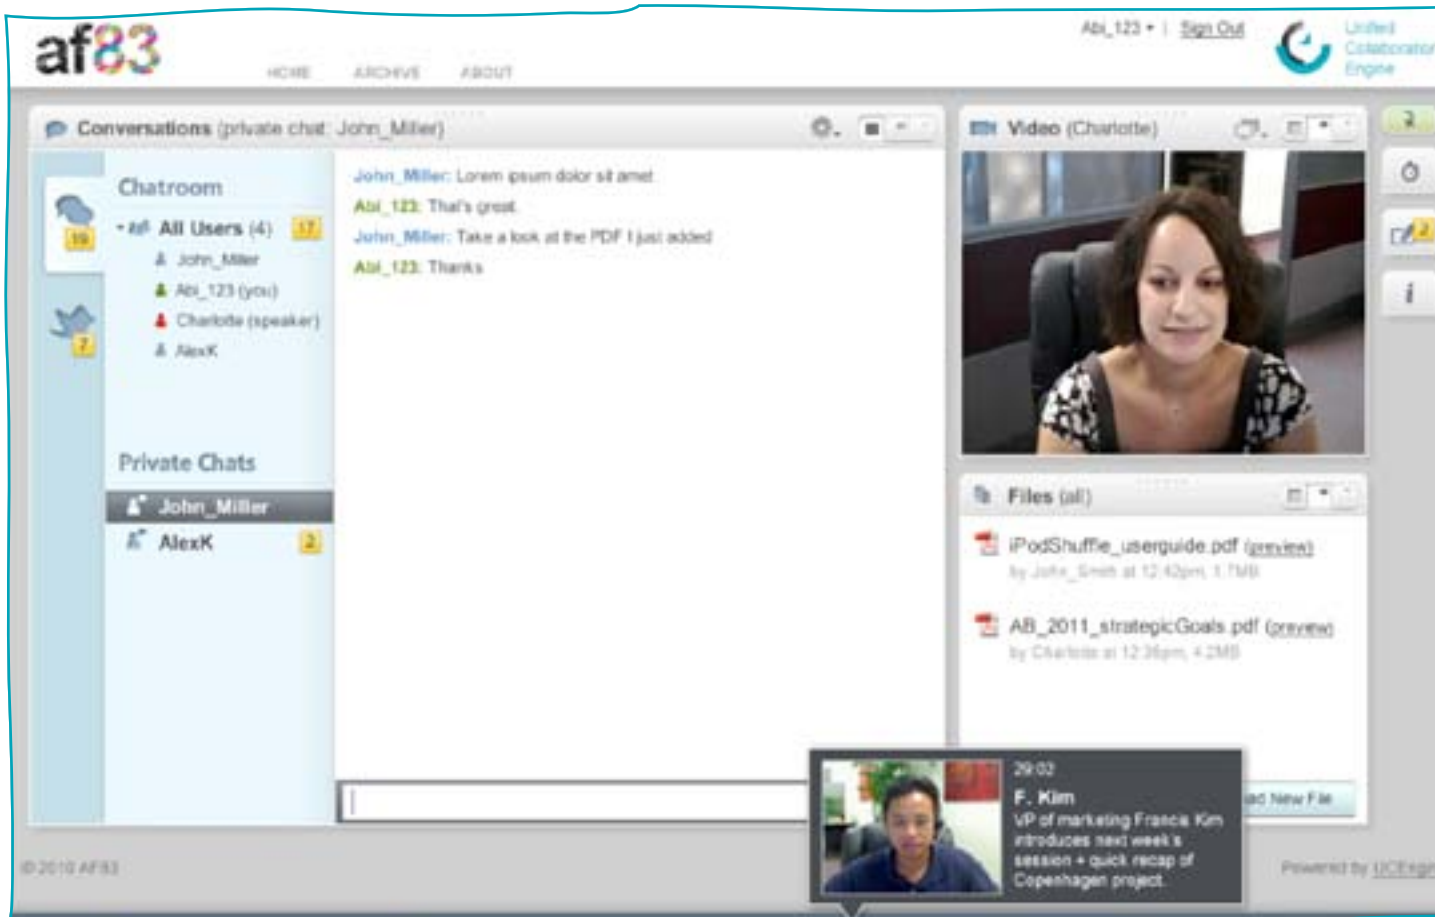 af83
HOME ARCHIVE ABOUT
Abi_123 | Sign Out
Unified
Collaboration
Engine
Conversations (private chat: John_Miller)
19
7
Chatroom
All Users (4) 17
John_Miller
Abi_123 (you)
Charlotte (speaker)
AlexK
Private Chats
John_Miller
AlexK 2
John_Miller: Lorem ipsum dolor sit amet
Abi_123: That's great.
John_Miller: Take a look at the PDF I just added
Abi_123: Thanks
Video (Charlotte)
2
i
Files (all)
iPodShuffle_userguide.pdf (preview)
by John_Smith at 12:42pm, 1.7MB
AB_2011_strategicGoals.pdf (preview)
by Charlotte at 12:36pm, 4.2MB
New File
29:02
F. Kim
VP of marketing Francis Kim
introduces next week's
session + quick recap of
Copenhagen project.
© 2010 AF83
Powered by UCEngin